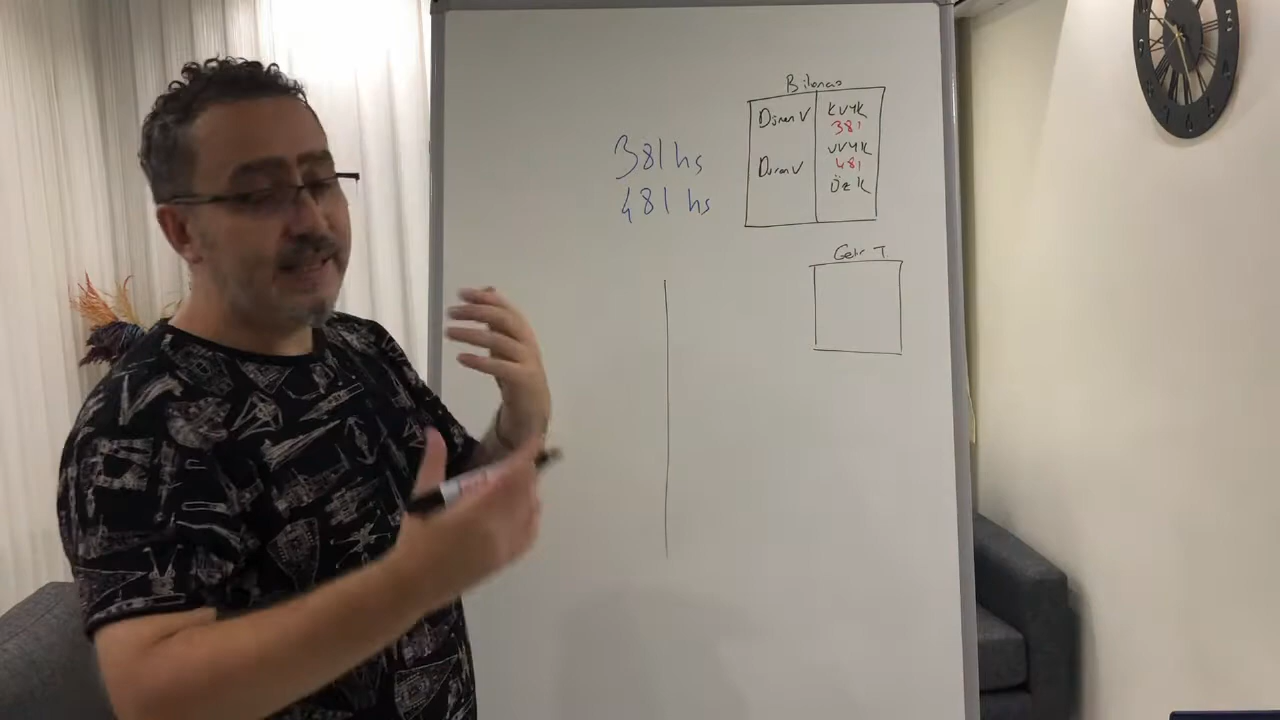 381 hs
481 hs
Bilanço
Dönen V
KVYK
381
Duran V
UVYK
481
ÖzK
Gelir T